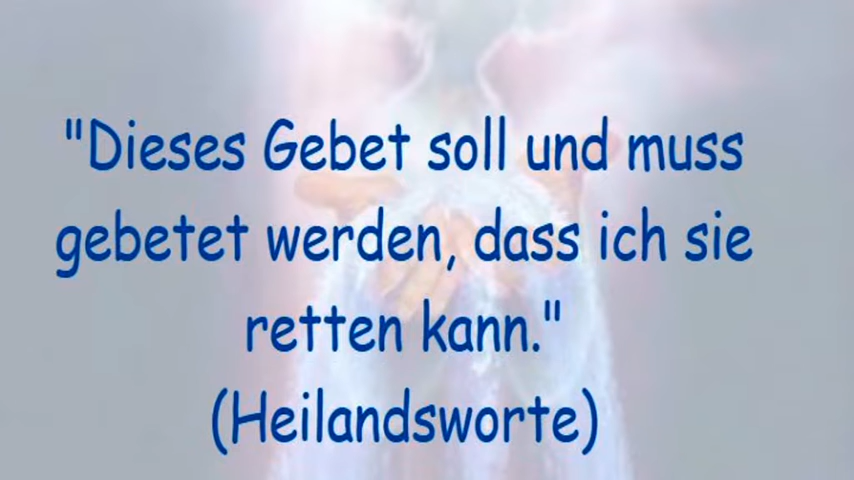 "Dieses Gebet soll und muss
gebetet werden, dass ich sie
retten kann."
(Heilandsworte)